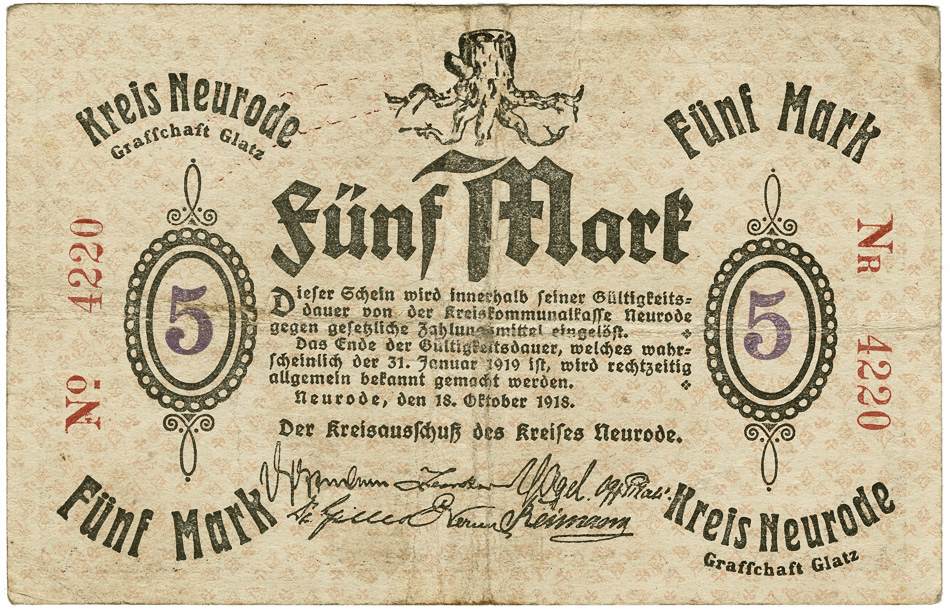 Kreis Neurode
Graffchaft Glatz
Fünf Mark
Fünf Mark
No 4220
5
Dieser Schein wird innerhalb seiner Gültigkeits-
dauer von der Kreiskommunalkasse Neurode
gegen gesetzliche Zahlungsmittel eingelöst.
Das Ende der Gültigkeitsdauer, welches wahr-
scheinlich der 31. Januar 1919 ist, wird rechtzeitig
allgemein bekannt gemacht werden.
Neurode, den 18. Oktober 1918.
Der Kreisausschuß des Kreises Neurode.
5
NR 4220
Vogel.
Reimann
Fünf Mark
Kreis Neurode
Graffchaft Glatz